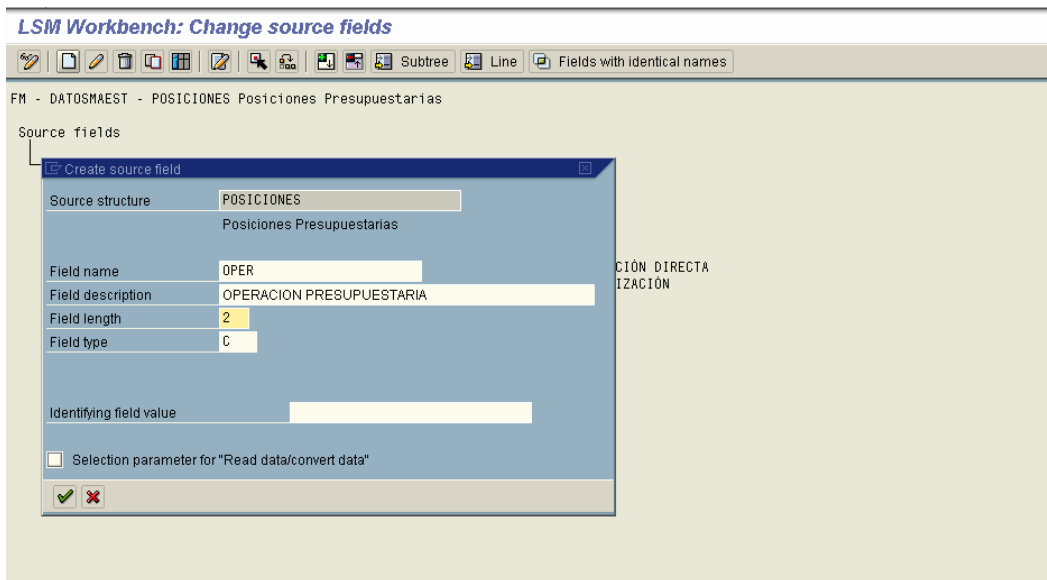 LSM Workbench: Change source fields
Subtree Line Fields with identical names
FM - DATOSMAEST - POSICIONES Posiciones Presupuestarias
Source fields
Create source field
Source structure POSICIONES
Posiciones Presupuestarias
Field name OPER
CIÓN DIRECTA
Field description OPERACION PRESUPUESTARIA
IZACIÓN
Field length 2
Field type C
Identifying field value
Selection parameter for "Read data/convert data"